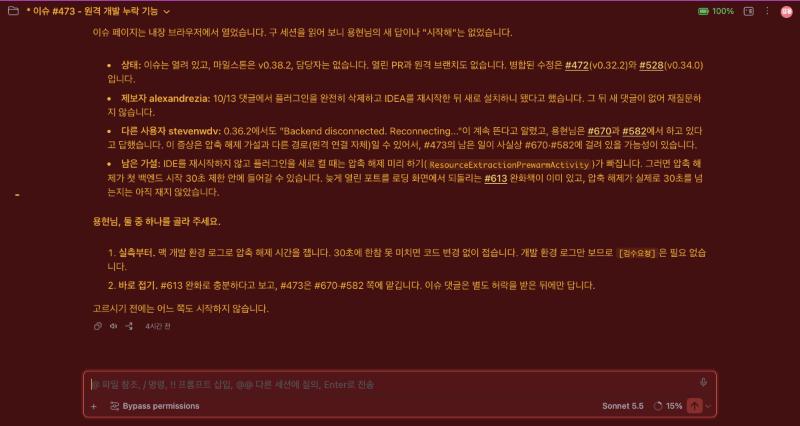 * 이슈 #473 - 원격 개발 누락 기능
100%
이슈 페이지는 내장 브라우저에서 열었습니다. 구 세션을 읽어 보니 용현님의 새 답이나 "시작해"는 없었습니다.
• 상태: 이슈는 열려 있고, 마일스톤은 v0.38.2, 담당자는 없습니다. 열린 PR과 원격 브랜치도 없습니다. 병합된 수정은 #472(v0.32.2)와 #528(v0.34.0)
입니다.
• 제보자 alexandrezia: 10/13 댓글에서 플러그인을 완전히 삭제하고 IDEA를 재시작한 뒤 새로 설치하니 됐다고 했습니다. 그 뒤 새 댓글이 없어 재질문하
지 않습니다.
• 다른 사용자 stevenwdv: 0.36.2에서도 "Backend disconnected. Reconnecting..."이 계속 뜬다고 알렸고, 용현님은 #670과 #582에서 하고 있다
고 답했습니다. 이 증상은 압축 해제 가설과 다른 경로(원격 연결 자체)일 수 있어서, #473의 남은 일이 사실상 #670·#582에 걸려 있을 가능성이 있습니다.
• 남은 가설: IDE를 재시작하지 않고 플러그인을 새로 켤 때는 압축 해제 미리 하기(ResourceExtractionPrewarmActivity)가 빠집니다. 그러면 압축 해
제가 첫 백엔드 시작 30초 제한 안에 들어갈 수 있습니다. 늦게 열린 포트를 로딩 화면에서 되돌리는 #613 완화책이 이미 있고, 압축 해제가 실제로 30초를 넘
는지는 아직 재지 않았습니다.
용현님, 둘 중 하나를 골라 주세요.
1. 실측부터. 맥 개발 환경 로그로 압축 해제 시간을 잽니다. 30초에 한참 못 미치면 코드 변경 없이 접습니다. 개발 환경 로그만 보므로 [검수요청]은 필요 없습
니다.
2. 바로 접기. #613 완화로 충분하다고 보고, #473은 #670·#582 쪽에 맡깁니다. 이슈 댓글은 별도 허락을 받은 뒤에만 답니다.
고르시기 전에는 어느 쪽도 시작하지 않습니다.
4시간 전
@ 파일 참조, / 명령, !! 프롬프트 삽입, @@ 다른 세션에 질의, Enter로 전송
+ Bypass permissions
Sonnet 5.5 15%